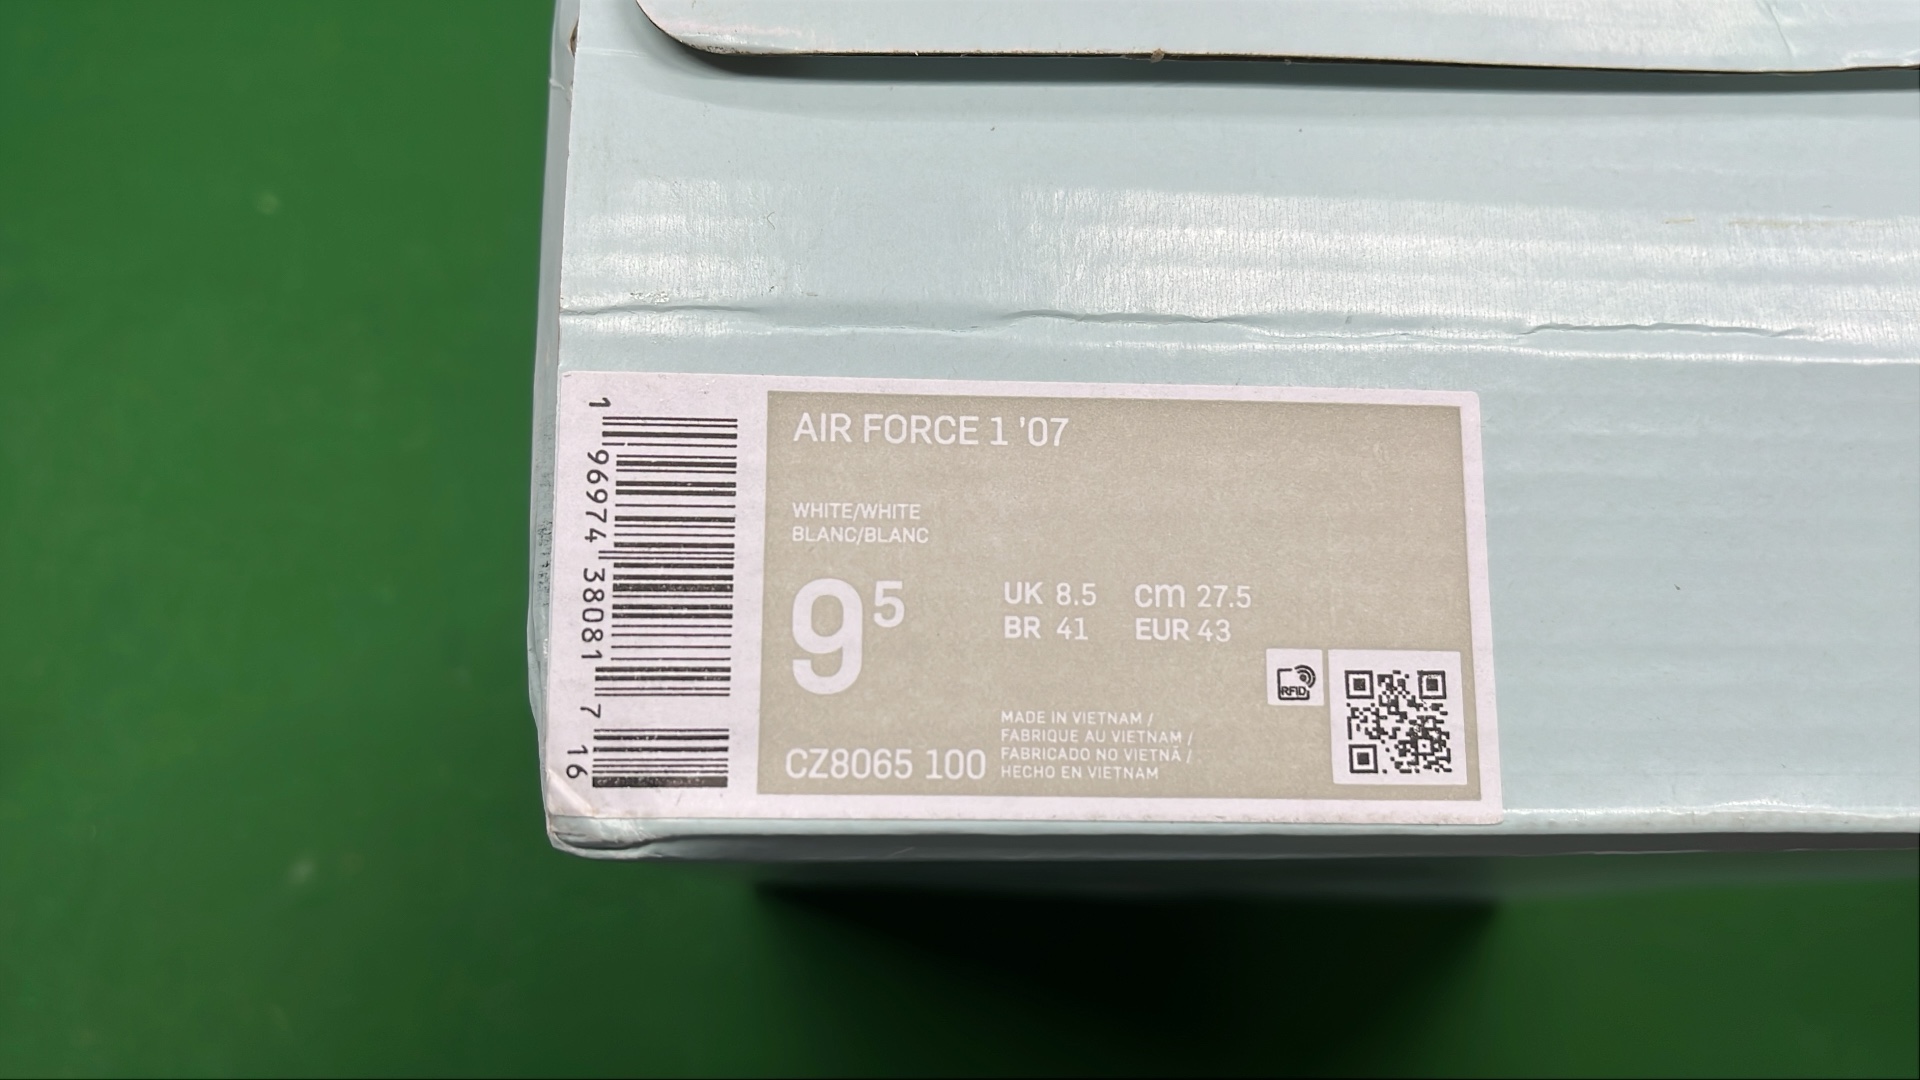 1 96974 38081 7 16
AIR FORCE 1 '07
WHITE/WHITE
BLANC/BLANC
9⁵
UK 8.5 cm 27.5
BR 41 EUR 43
RFID
CZ8065 100
MADE IN VIETNAM /
FABRIQUE AU VIETNAM /
FABRICADO NO VIETNÃ /
HECHO EN VIETNAM